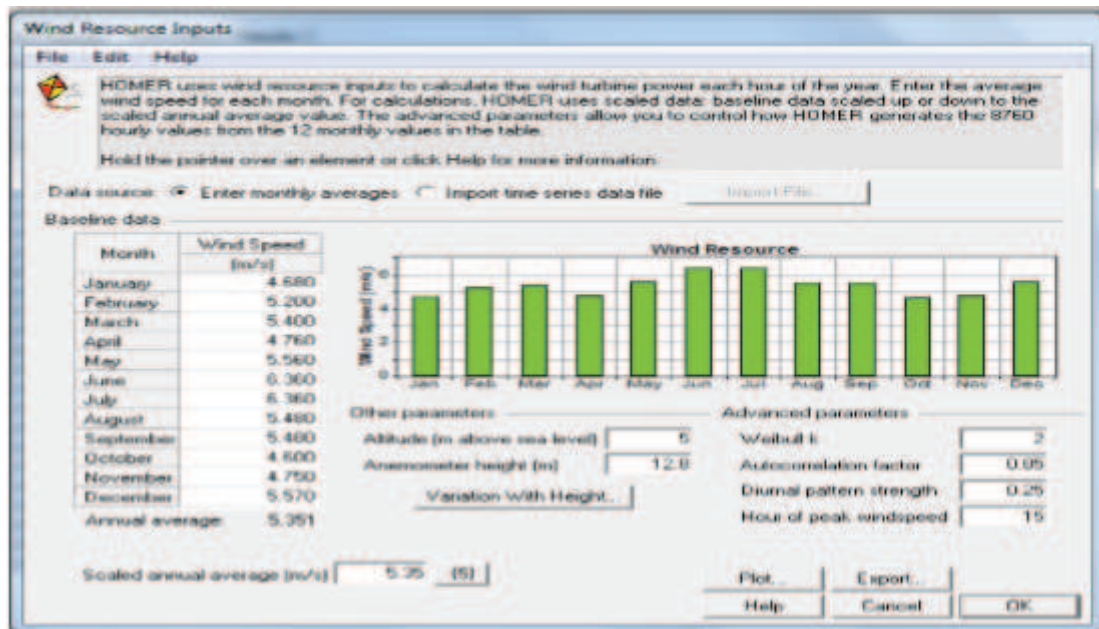 Wind Resource Inputs
File Edit Help
HOMER uses wind resource inputs to calculate the wind turbine power each hour of the year. Enter the average
wind speed for each month. For calculations, HOMER uses scaled data: baseline data scaled up or down to the
scaled annual average value. The advanced parameters allow you to control how HOMER generates the 8760
hourly values from the 12 monthly values in the table.
Hold the pointer over an element or click Help for more information.
Data source: Enter monthly averages Import time series data file Import File...
Baseline data
Month Wind Speed
(m/s)
January 4.680
February 5.200
March 5.400
April 4.760
May 5.560
June 6.360
July 6.360
August 5.480
September 5.480
October 4.600
November 4.750
December 5.570
Annual average: 5.351
Wind Resource
Wind Speed (m/s)
6
4
2
0
Jan Feb Mar Apr May Jun Jul Aug Sep Oct Nov Dec
Other parameters
Altitude (m above sea level) 5
Anemometer height (m) 12.8
Variation With Height...
Advanced parameters
Weibull k 2
Autocorrelation factor 0.85
Diurnal pattern strength 0.25
Hour of peak windspeed 15
Scaled annual average (m/s) 5.35 {S}
Plot... Export...
Help Cancel OK